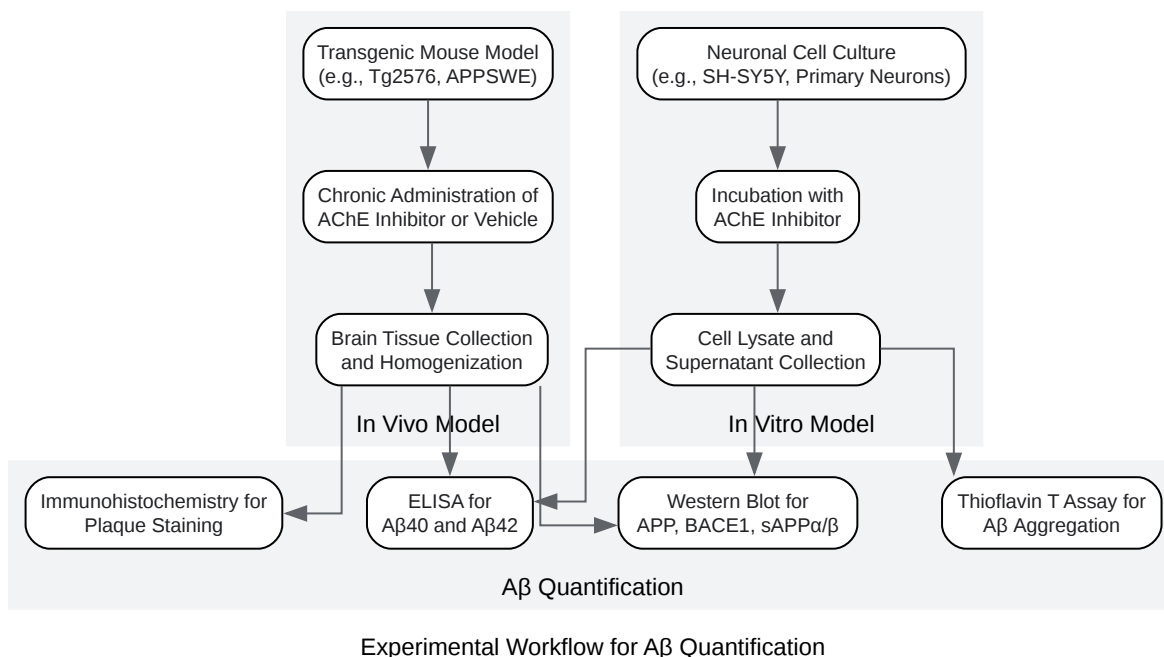 Transgenic Mouse Model
(e.g., Tg2576, APPSWE)
Neuronal Cell Culture
(e.g., SH-SY5Y, Primary Neurons)
Chronic Administration of
AChE Inhibitor or Vehicle
Incubation with
AChE Inhibitor
Brain Tissue Collection
and Homogenization
Cell Lysate and
Supernatant Collection
In Vivo Model
In Vitro Model
Immunohistochemistry for
Plaque Staining
ELISA for
Aβ40 and Aβ42
Western Blot for
APP, BACE1, sAPPα/β
Thioflavin T Assay for
Aβ Aggregation
Aβ Quantification
Experimental Workflow for Aβ Quantification